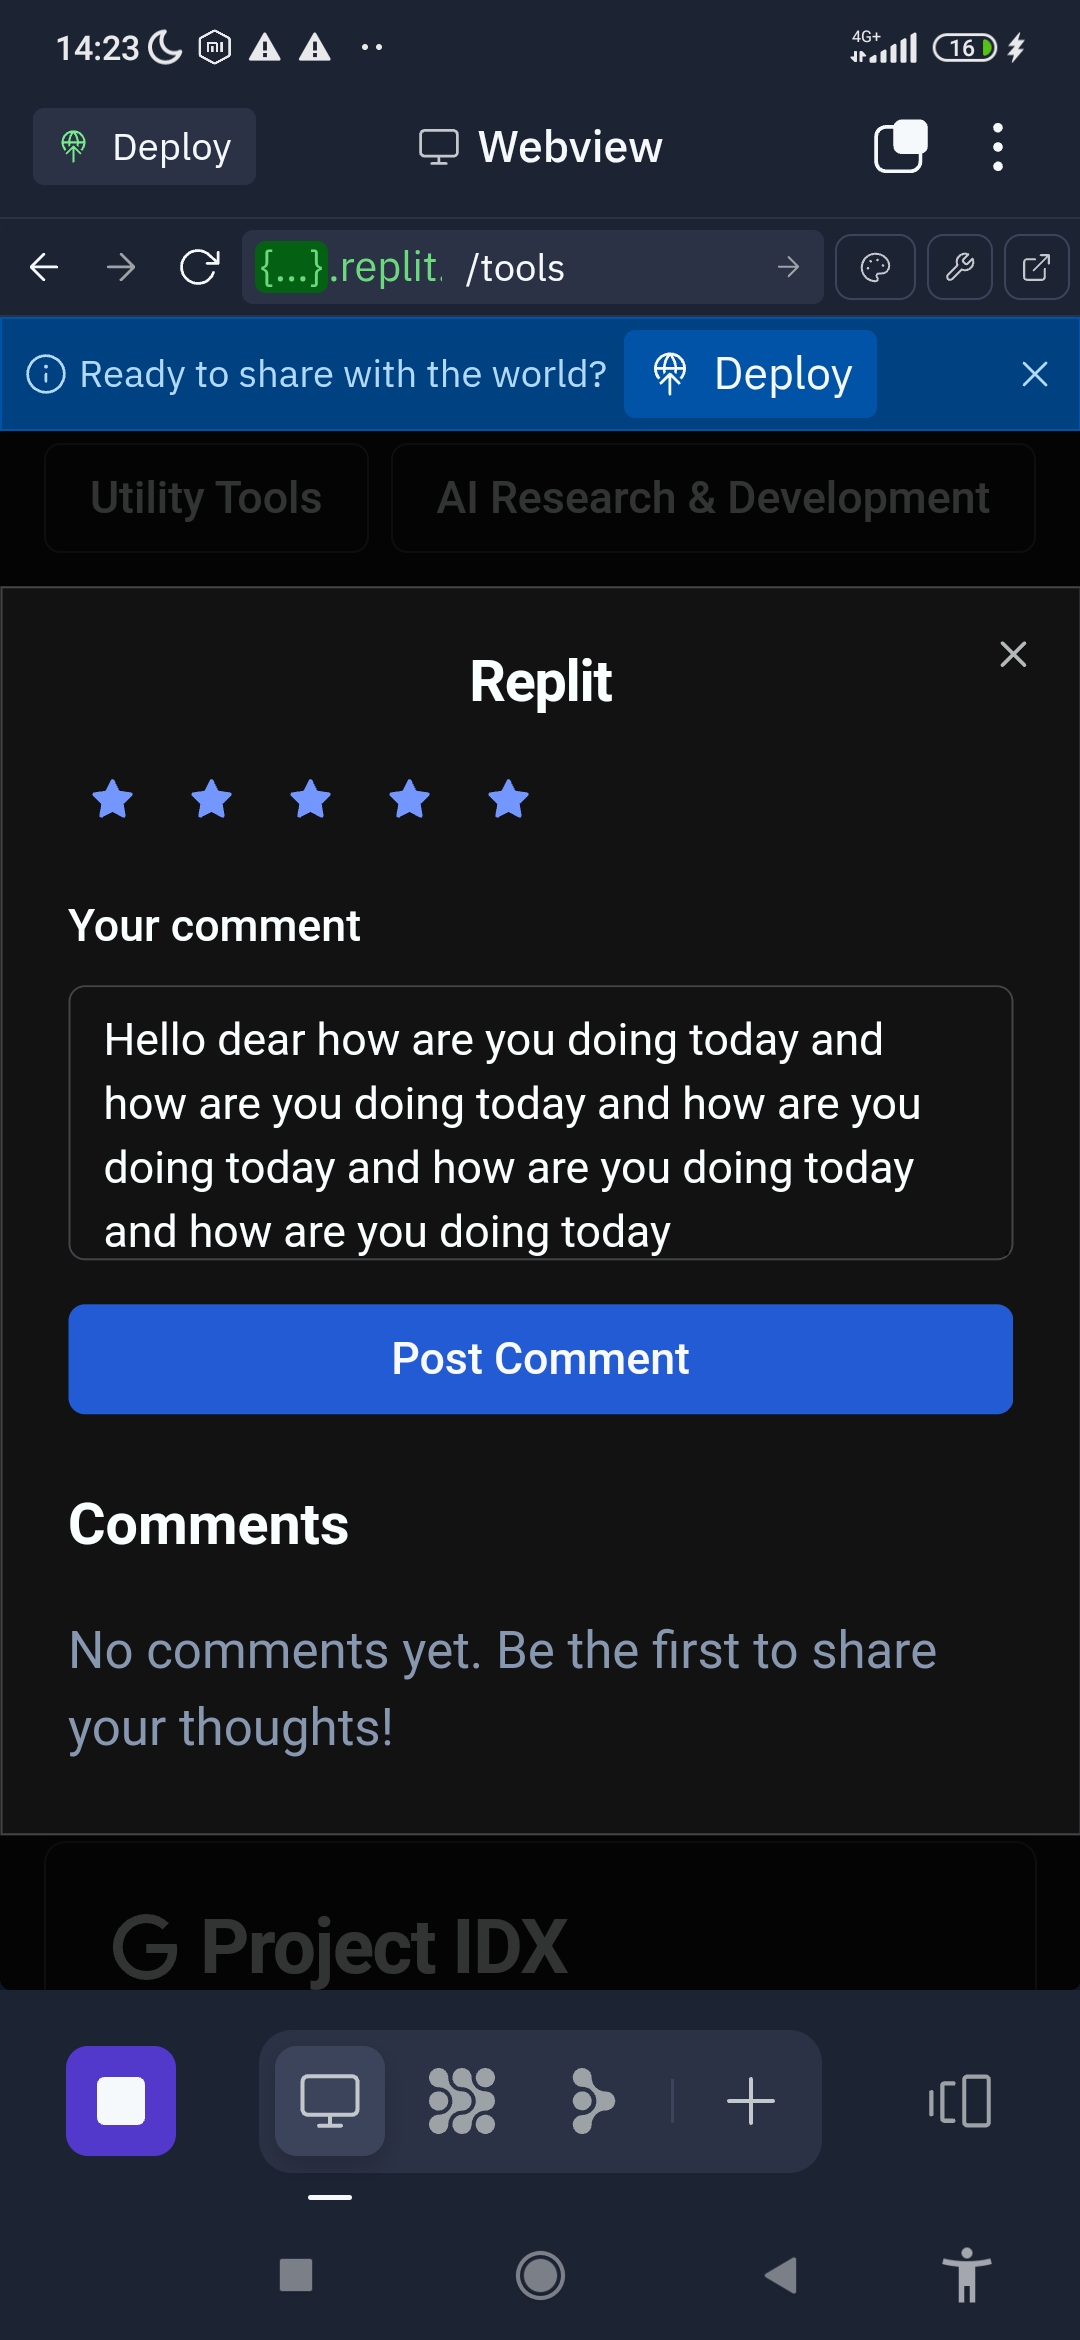 14:23
4G+
16
Deploy
Webview
{...}.replit. /tools
Ready to share with the world?
Deploy
Utility Tools
AI Research & Development
Replit
Your comment
Hello dear how are you doing today and
how are you doing today and how are you
doing today and how are you doing today
and how are you doing today
Post Comment
Comments
No comments yet. Be the first to share
your thoughts!
Project IDX